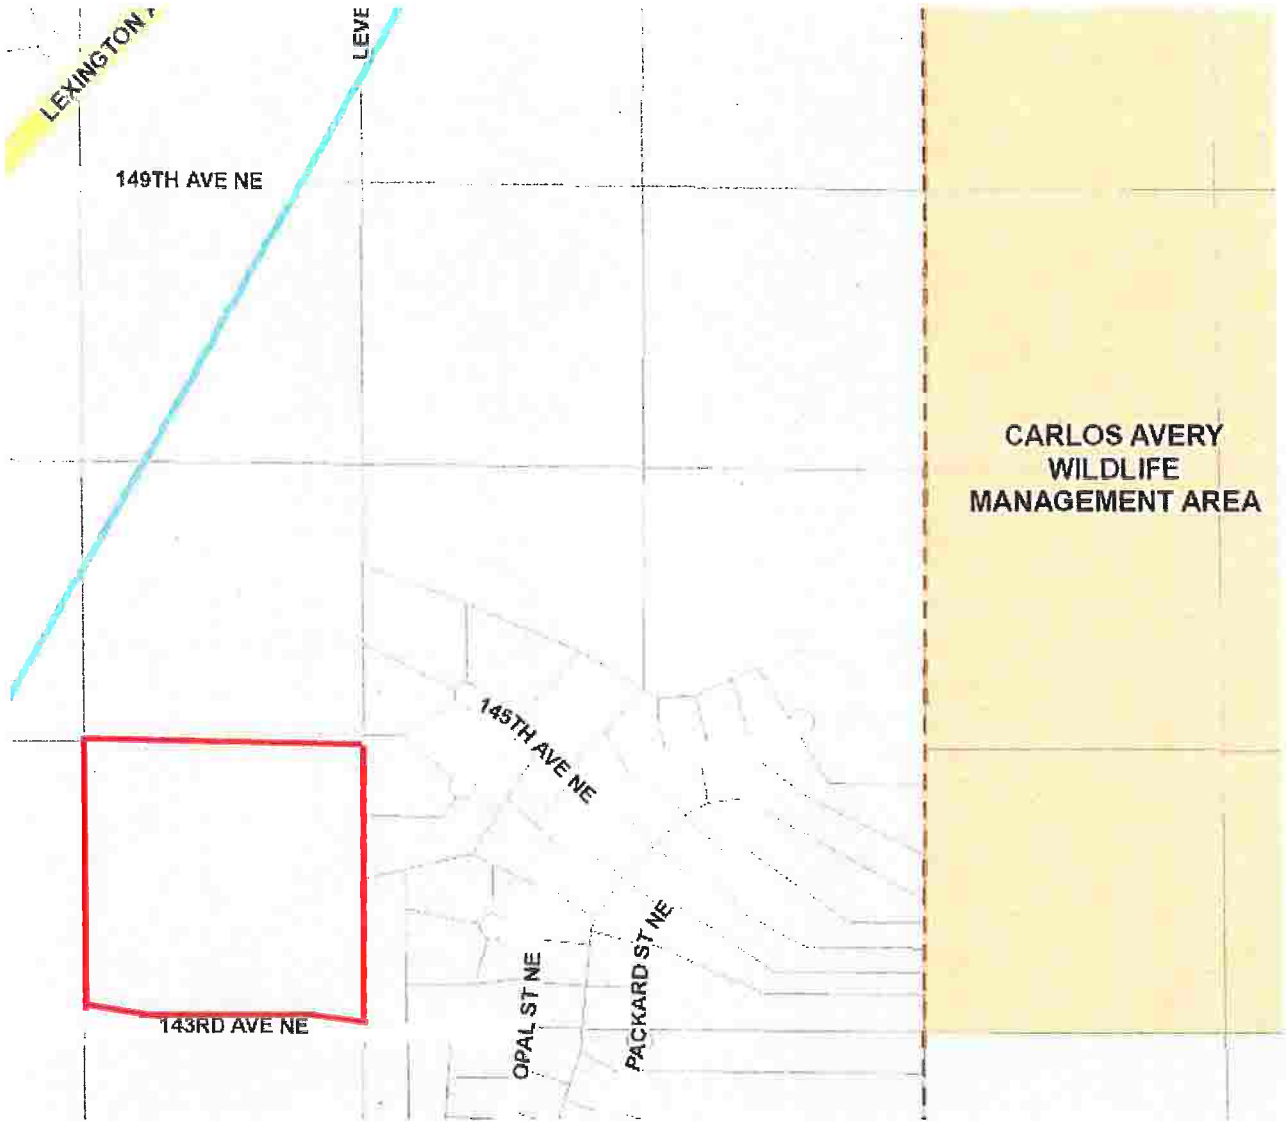 LEXINGTON
LEVE
149TH AVE NE
CARLOS AVERY
WILDLIFE
MANAGEMENT AREA
145TH AVE NE
143RD AVE NE
OPAL ST NE
PACKARD ST NE